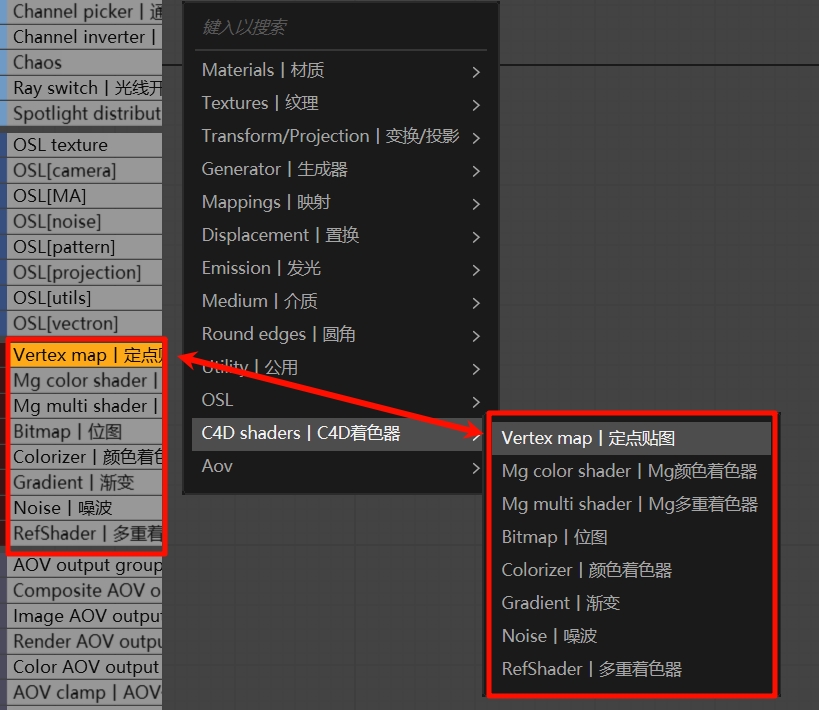 Channel picker | 通
Channel inverter |
Chaos
Ray switch | 光线开
Spotlight distribut
OSL texture
OSL[camera]
OSL[MA]
OSL[noise]
OSL[pattern]
OSL[projection]
OSL[utils]
OSL[vectron]
Vertex map | 定点贴
Mg color shader |
Mg multi shader |
Bitmap | 位图
Colorizer | 颜色着色
Gradient | 渐变
Noise | 噪波
RefShader | 多重着
AOV output group
Composite AOV o
Image AOV output
Render AOV outpu
Color AOV output
AOV clamp | AOV
键入以搜索
Materials | 材质
Textures | 纹理
Transform/Projection | 变换/投影
Generator | 生成器
Mappings | 映射
Displacement | 置换
Emission | 发光
Medium | 介质
Round edges | 圆角
Utility | 公用
OSL
C4D shaders | C4D着色器
Aov
Vertex map | 定点贴图
Mg color shader | Mg颜色着色器
Mg multi shader | Mg多重着色器
Bitmap | 位图
Colorizer | 颜色着色器
Gradient | 渐变
Noise | 噪波
RefShader | 多重着色器